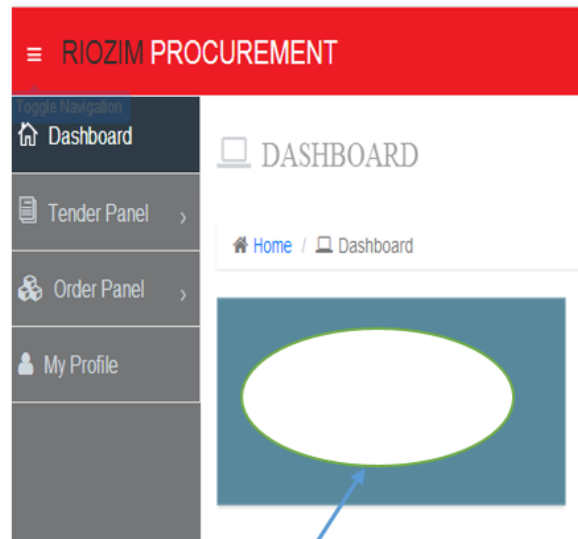 RIOZIM PROCUREMENT
Toggle Navigation
Dashboard
DASHBOARD
Tender Panel
Home / Dashboard
Order Panel
My Profile